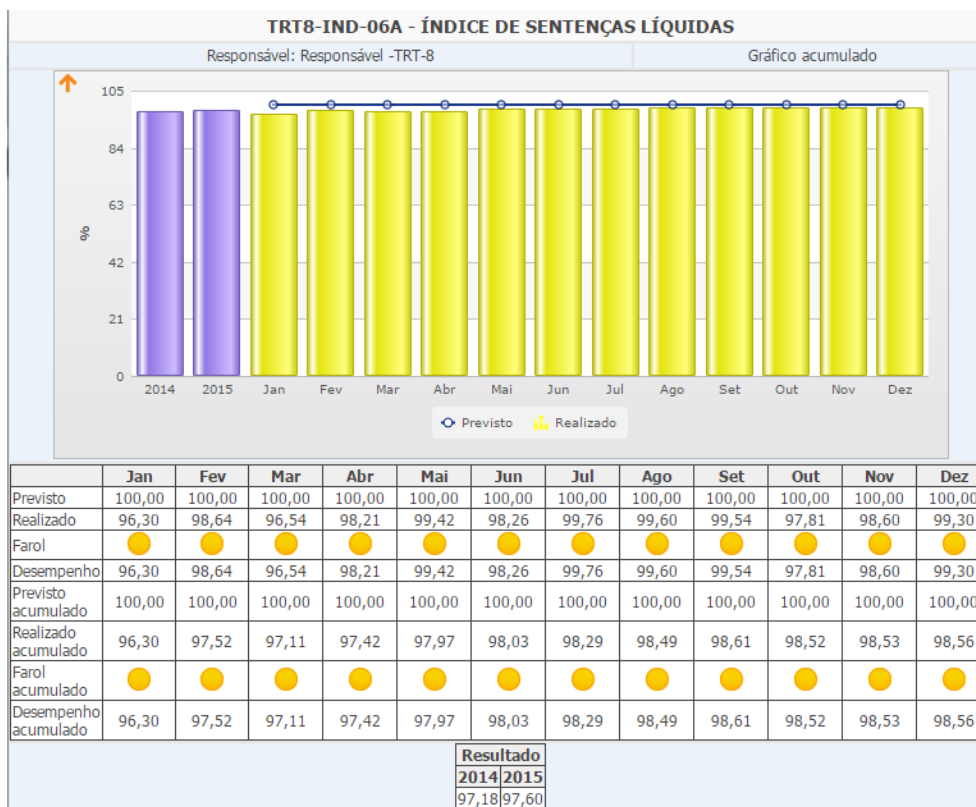 TRT8-IND-06A - ÍNDICE DE SENTENÇAS LÍQUIDAS
Responsável: Responsável -TRT-8 Gráfico acumulado
105
84
63
42
21
0
%
2014 2015 Jan Fev Mar Abr Mai Jun Jul Ago Set Out Nov Dez
Previsto Realizado
Jan Fev Mar Abr Mai Jun Jul Ago Set Out Nov Dez
Previsto 100,00 100,00 100,00 100,00 100,00 100,00 100,00 100,00 100,00 100,00 100,00 100,00
Realizado 96,30 98,64 96,54 98,21 99,42 98,26 99,76 99,60 99,54 97,81 98,60 99,30
Farol
Desempenho 96,30 98,64 96,54 98,21 99,42 98,26 99,76 99,60 99,54 97,81 98,60 99,30
Previsto
acumulado 100,00 100,00 100,00 100,00 100,00 100,00 100,00 100,00 100,00 100,00 100,00 100,00
Realizado
acumulado 96,30 97,52 97,11 97,42 97,97 98,03 98,29 98,49 98,61 98,52 98,53 98,56
Farol
acumulado
Desempenho
acumulado 96,30 97,52 97,11 97,42 97,97 98,03 98,29 98,49 98,61 98,52 98,53 98,56
Resultado
2014 2015
97,18 97,60